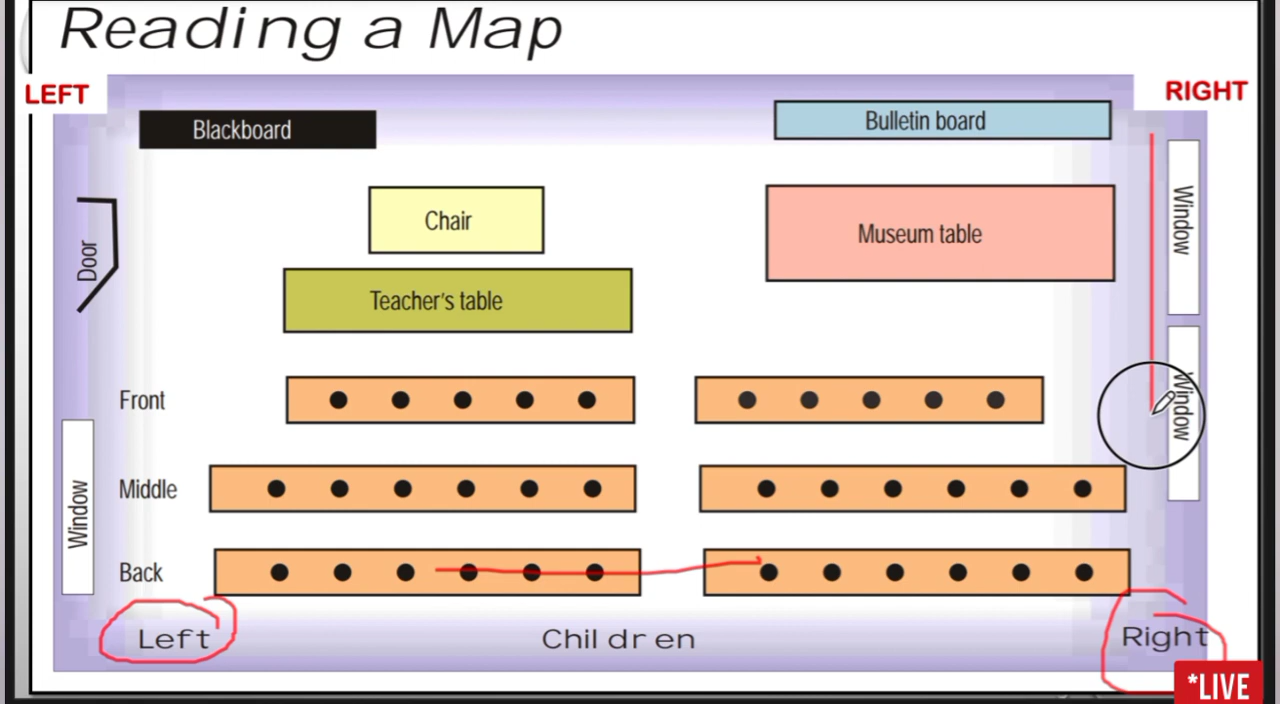 Reading a Map
LEFT
RIGHT
Blackboard
Bulletin board
Door
Chair
Museum table
Window
Teacher's table
Window
Front
Middle
Window
Back
Left
Children
Right
*LIVE